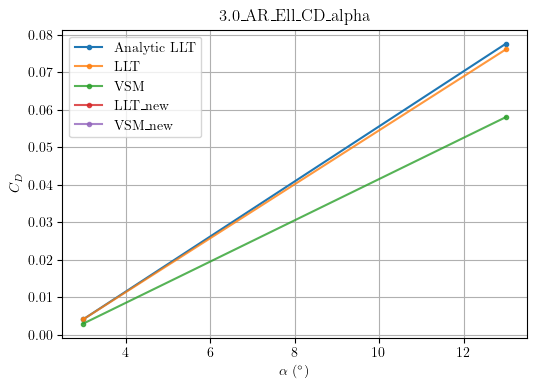 3.0_AR_Ell_CD_alpha
0.08
0.07
0.06
0.05
0.04
0.03
0.02
0.01
0.00
C_D
Analytic LLT
LLT
VSM
LLT_new
VSM_new
4 6 8 10 12
α (°)